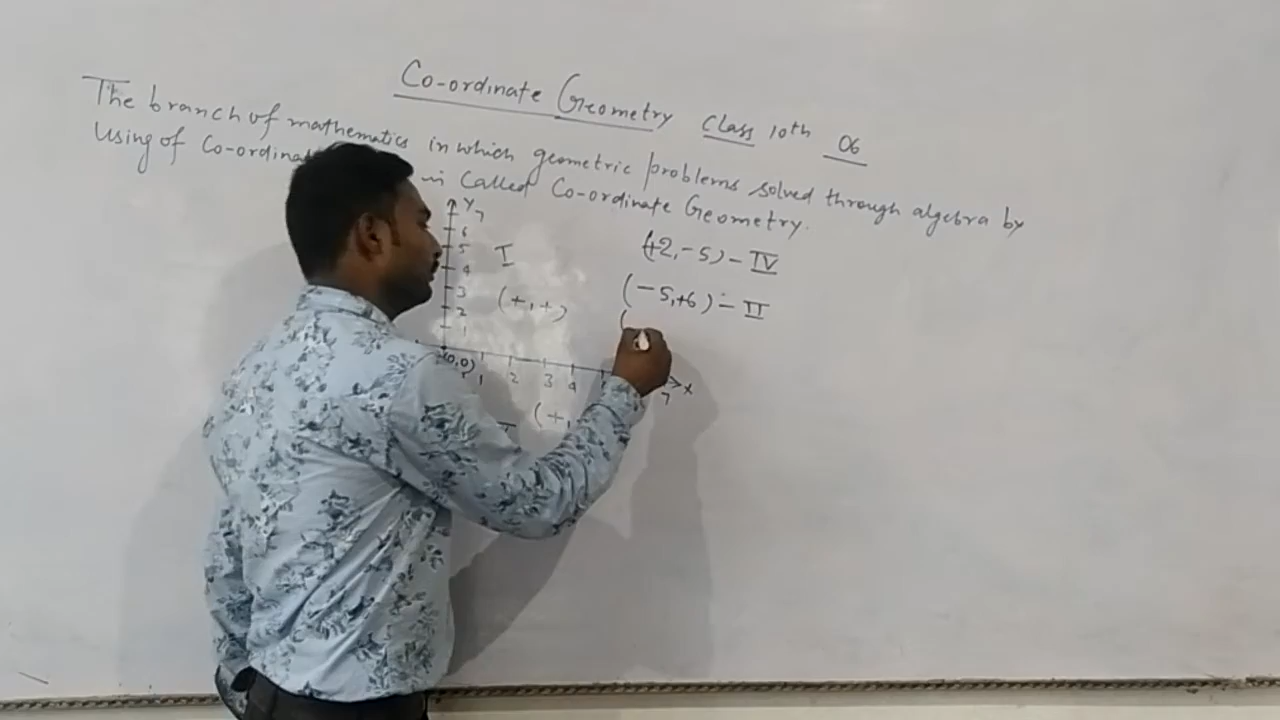 Co-ordinate Geometry Class 10th 06
The branch of mathematics in which geometric problems solved through algebra by
Using of Co-ordinat is Called Co-ordinate Geometry.
Y
7
6
5
4
3
2
1
I
(+,+)
(0,0)
1 2 3 4
7
X
(+,
(+2,-5) - IV
(-5,+6) - II
(